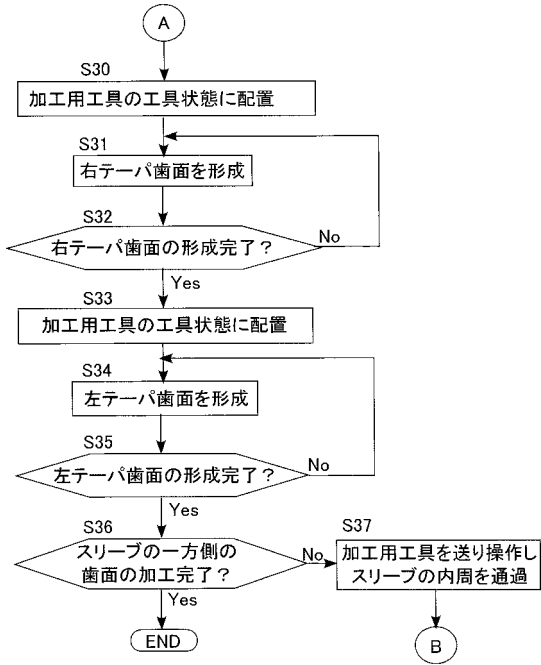 A
S30
加工用工具の工具状態に配置
S31
右テーパ歯面を形成
S32
右テーパ歯面の形成完了？
No
Yes
S33
加工用工具の工具状態に配置
S34
左テーパ歯面を形成
S35
左テーパ歯面の形成完了？
No
Yes
S36
スリーブの一方側の
歯面の加工完了？
No
Yes
S37
加工用工具を送り操作し
スリーブの内周を通過
END
B